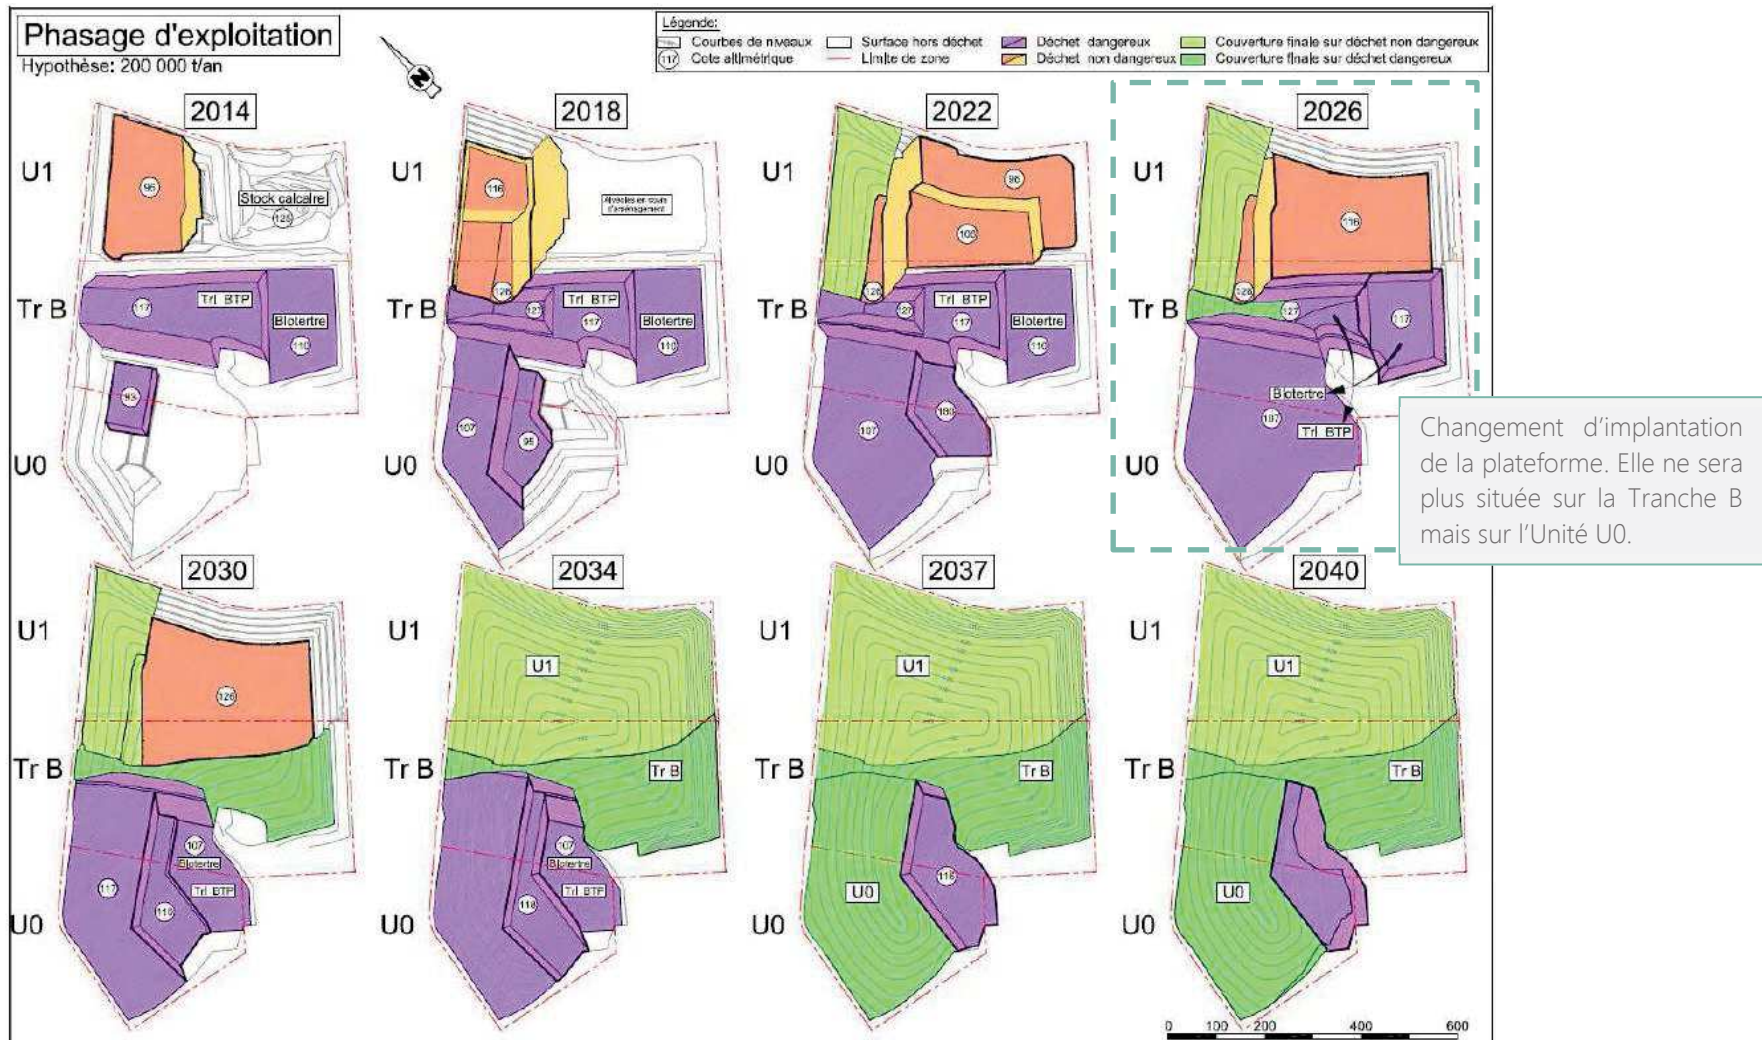 Phasage d'exploitation
Hypothèse: 200 000 t/an
N
Légende:
Courbes de niveaux
Surface hors déchet
Déchet dangereux
Couverture finale sur déchet non dangereux
117 Cote altimétrique
Limite de zone
Déchet non dangereux
Couverture finale sur déchet dangereux
2014
U1
95
Stock calcaire
125
Tr B
117
Tri BTP
Biotertre
110
93
U0
2018
U1
116
Alvéoles en cours
d'aménagement
126
Tr B
127
Tri BTP
117
Biotertre
110
107
95
U0
2022
U1
96
106
126
Tr B
127
Tri BTP
117
Biotertre
110
107
U0
2026
U1
116
126
Tr B
127
117
Biotertre
107
Tri BTP
U0
Changement d'implantation
de la plateforme. Elle ne sera
plus située sur la Tranche B
mais sur l'Unité U0.
2030
U1
126
Tr B
107
Biotertre
117
Tri BTP
U0
2034
U1
U1
Tr B
Tr B
107
Biotertre
Tri BTP
118
U0
2037
U1
U1
Tr B
Tr B
U0
116
U0
2040
U1
U1
Tr B
Tr B
U0
U0
0 100 200 400 600